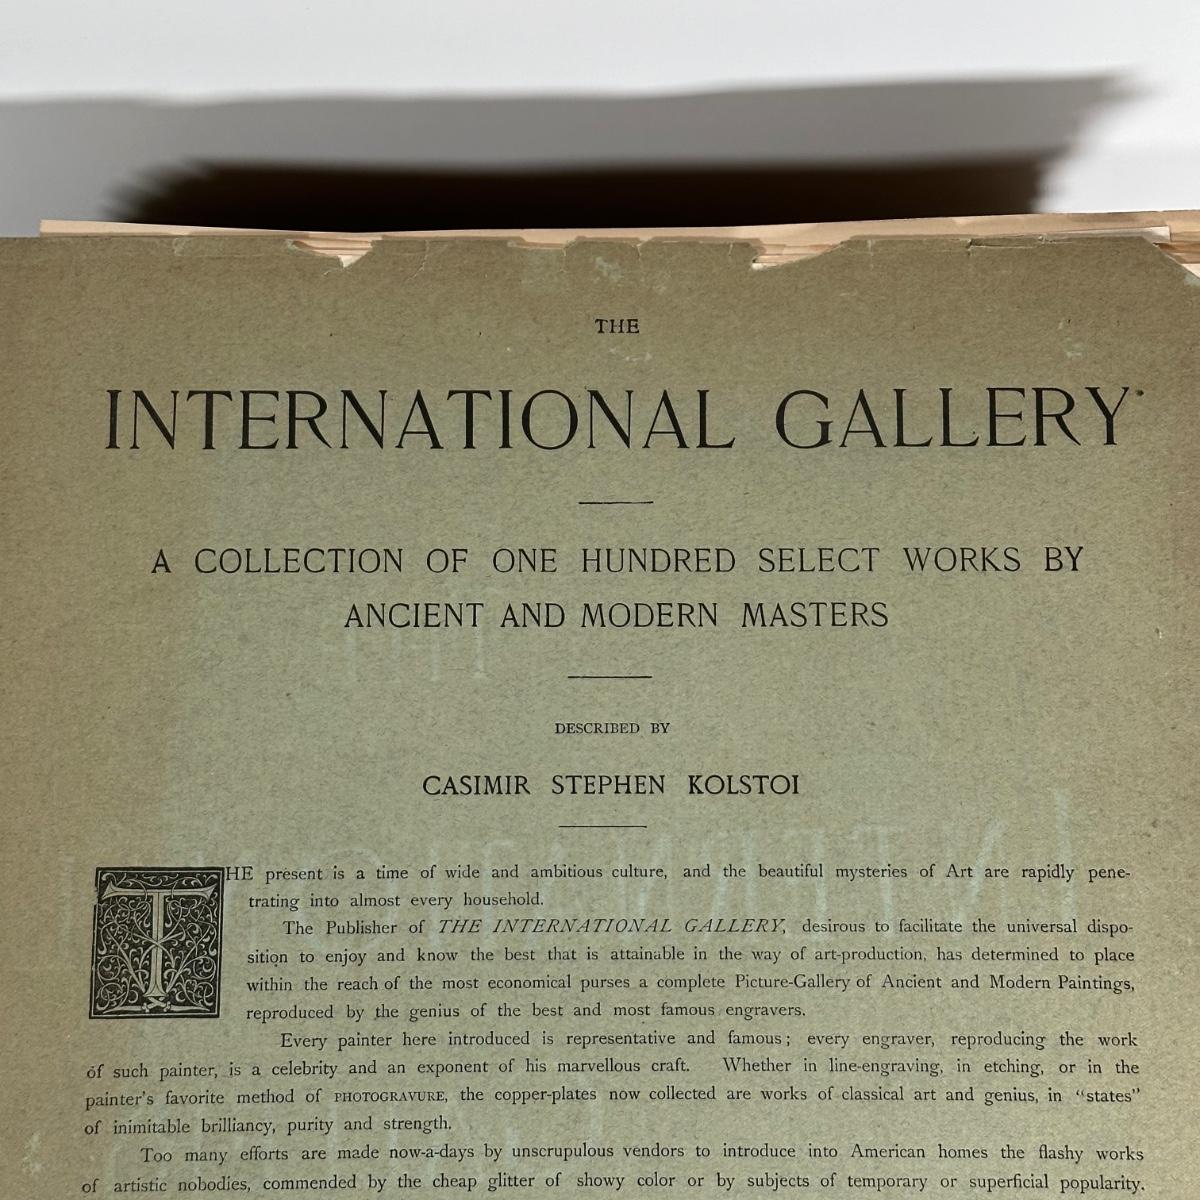 THE
INTERNATIONAL GALLERY
A COLLECTION OF ONE HUNDRED SELECT WORKS BY
ANCIENT AND MODERN MASTERS
DESCRIBED BY
CASIMIR STEPHEN KOLSTOI
THE present is a time of wide and ambitious culture, and the beautiful mysteries of Art are rapidly pene-
trating into almost every household.
The Publisher of THE INTERNATIONAL GALLERY, desirous to facilitate the universal dispo-
sition to enjoy and know the best that is attainable in the way of art-production, has determined to place
within the reach of the most economical purses a complete Picture-Gallery of Ancient and Modern Paintings,
reproduced by the genius of the best and most famous engravers.
Every painter here introduced is representative and famous; every engraver, reproducing the work
of such painter, is a celebrity and an exponent of his marvellous craft. Whether in line-engraving, in etching, or in the
painter's favorite method of PHOTOGRAVURE, the copper-plates now collected are works of classical art and genius, in "states"
of inimitable brilliancy, purity and strength.
Too many efforts are made now-a-days by unscrupulous vendors to introduce into American homes the flashy works
of artistic nobodies, commended by the cheap glitter of showy color or by subjects of temporary or superficial popularity.